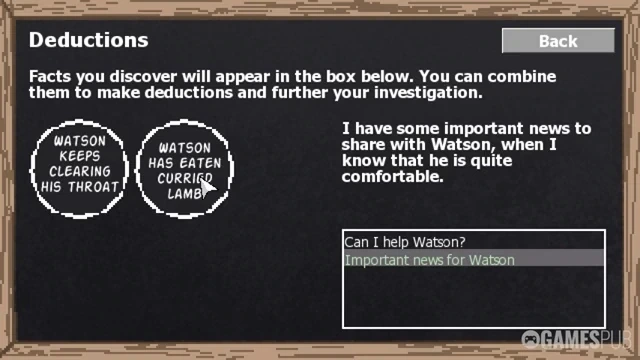 Deductions
Back
Facts you discover will appear in the box below. You can combine
them to make deductions and further your investigation.
WATSON
KEEPS
CLEARING
HIS THROAT
WATSON
HAS EATEN
CURRIED
LAMB
I have some important news to
share with Watson, when I
know that he is quite
comfortable.
Can I help Watson?
Important news for Watson
GAMESPUB